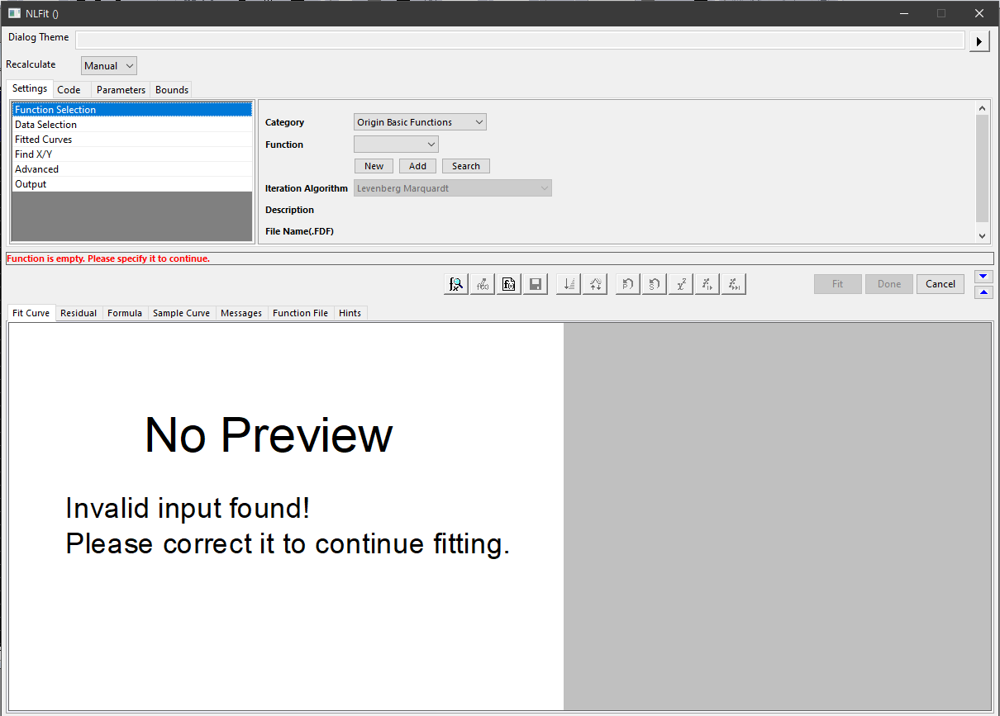 NLFit ()
Dialog Theme
Recalculate Manual
Settings Code Parameters Bounds
Function Selection
Data Selection
Fitted Curves
Find X/Y
Advanced
Output
Category Origin Basic Functions
Function
New Add Search
Iteration Algorithm Levenberg Marquardt
Description
File Name(.FDF)
Function is empty. Please specify it to continue.
Fit Done Cancel
Fit Curve Residual Formula Sample Curve Messages Function File Hints
No Preview
Invalid input found!
Please correct it to continue fitting.